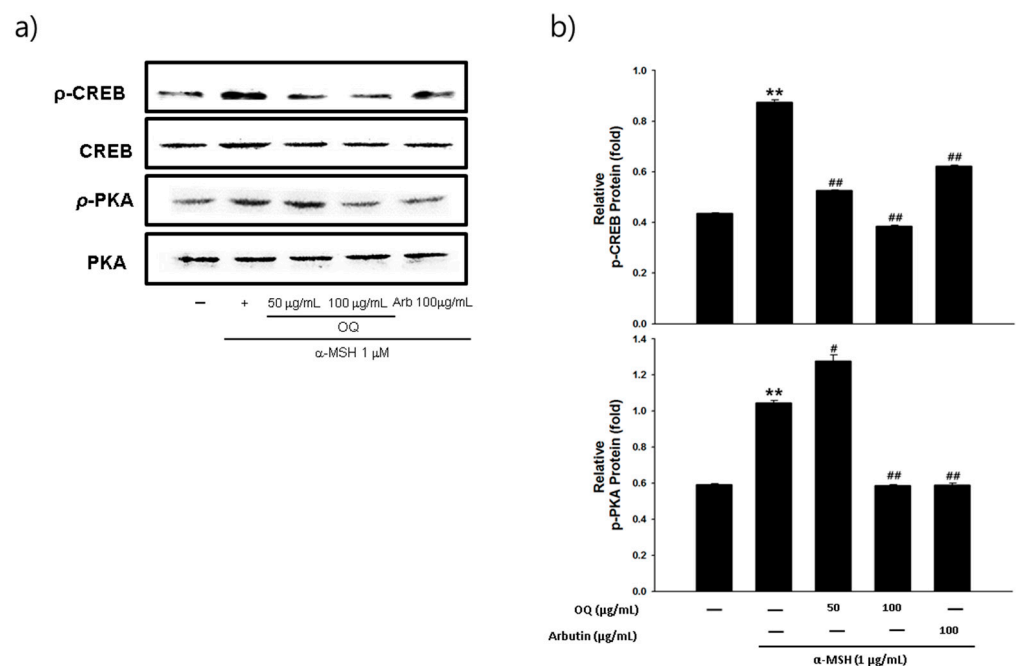 a)
ρ-CREB
CREB
ρ-PKA
PKA
– + 50 μg/mL 100 μg/mL Arb 100μg/mL
OQ
α-MSH 1 μM
b)
Relative
p-CREB Protein (fold)
1.0
0.8
0.6
0.4
0.2
0.0
**
##
##
##
Relative
p-PKA Protein (fold)
1.4
1.2
1.0
0.8
0.6
0.4
0.2
0.0
**
#
##
##
OQ (μg/mL) — — 50 100 —
Arbutin (μg/mL) — — — — 100
α-MSH (1 μg/mL)